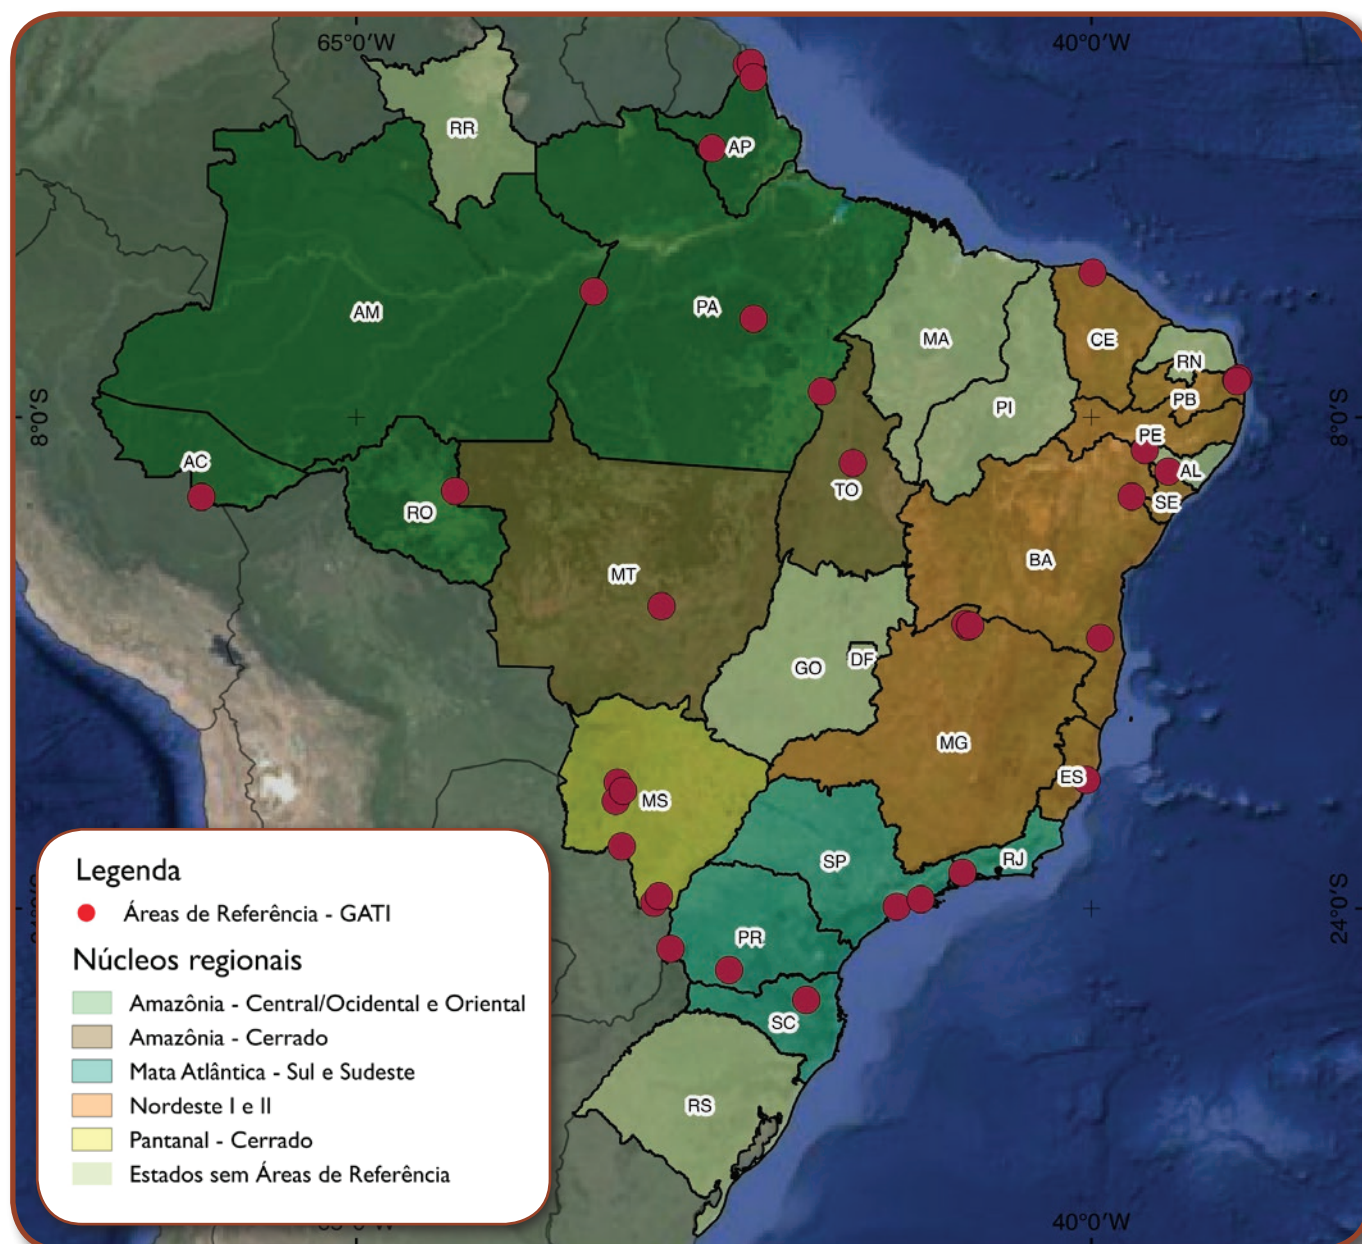 65°0'W
40°0'W
RR
AP
AM
PA
MA
CE
RN
PB
PI
PE
8°0'S
8°0'S
AC
AL
TO
SE
RO
BA
MT
GO
DF
MG
ES
MS
SP
RJ
PR
24°0'S
SC
RS
Legenda
Áreas de Referência - GATI
Núcleos regionais
Amazônia - Central/Ocidental e Oriental
Amazônia - Cerrado
Mata Atlântica - Sul e Sudeste
Nordeste I e II
Pantanal - Cerrado
Estados sem Áreas de Referência
40°0'W